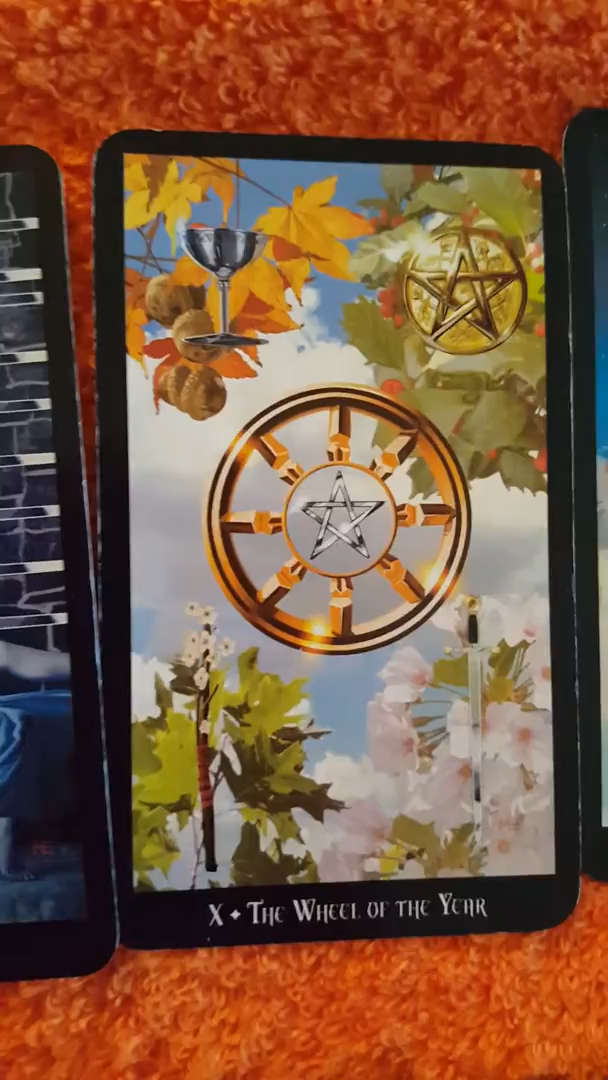 X ✦ The Wheel of the Year